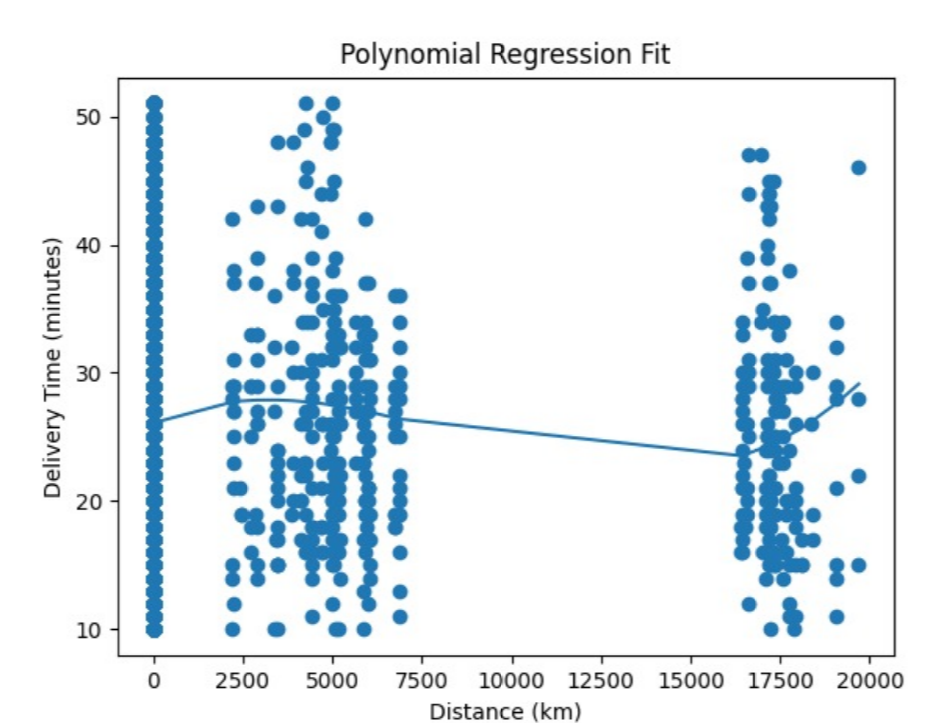 Polynomial Regression Fit
50
40
30
20
10
Delivery Time (minutes)
0 2500 5000 7500 10000 12500 15000 17500 20000
Distance (km)